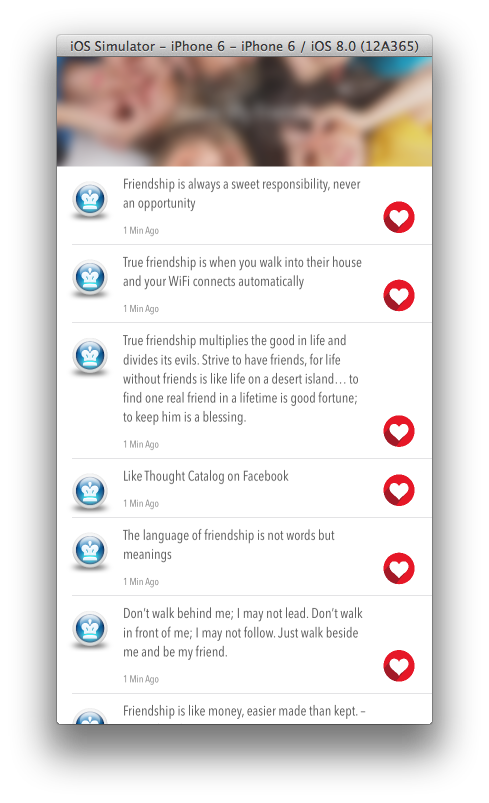 iOS Simulator - iPhone 6 - iPhone 6 / iOS 8.0 (12A365)
Friendship is always a sweet responsibility, never
an opportunity
1 Min Ago
True friendship is when you walk into their house
and your WiFi connects automatically
1 Min Ago
True friendship multiplies the good in life and
divides its evils. Strive to have friends, for life
without friends is like life on a desert island… to
find one real friend in a lifetime is good fortune;
to keep him is a blessing.
1 Min Ago
Like Thought Catalog on Facebook
1 Min Ago
The language of friendship is not words but
meanings
1 Min Ago
Don't walk behind me; I may not lead. Don't walk
in front of me; I may not follow. Just walk beside
me and be my friend.
1 Min Ago
Friendship is like money, easier made than kept. –